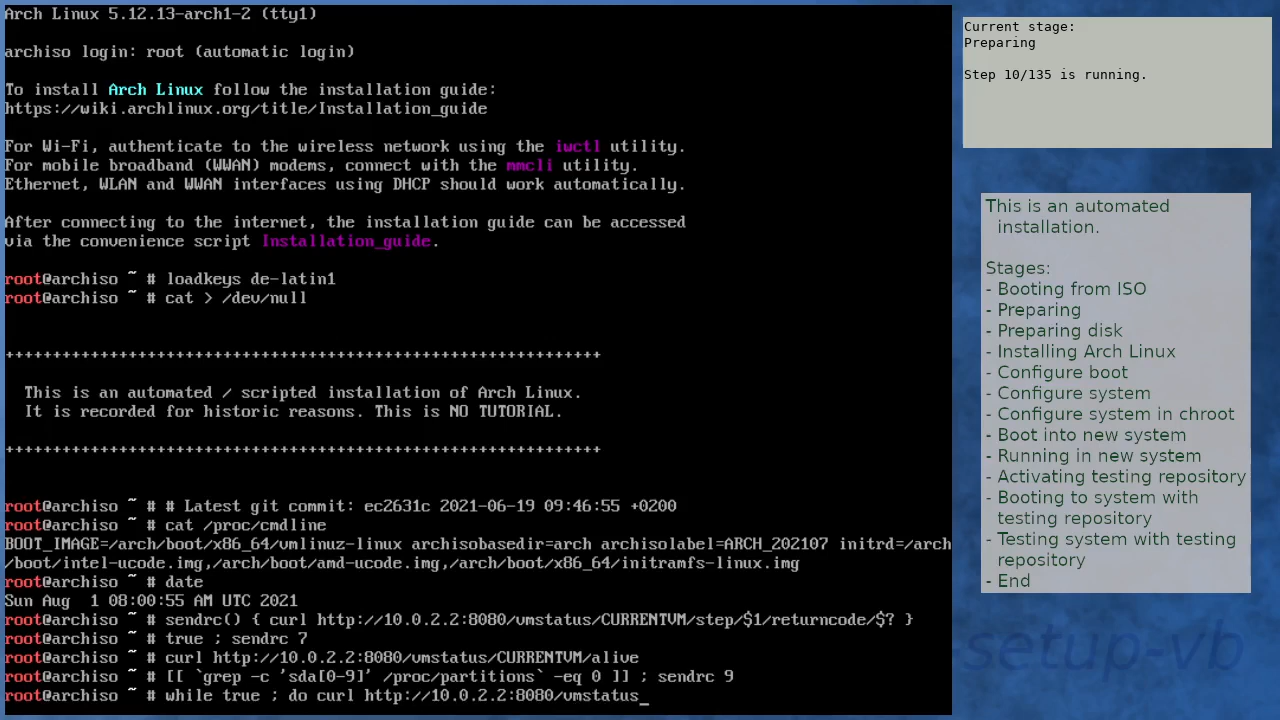 Arch Linux 5.12.13-arch1-2 (tty1)
archiso login: root (automatic login)
To install Arch Linux follow the installation guide:
https://wiki.archlinux.org/title/Installation_guide
For Wi-Fi, authenticate to the wireless network using the iwctl utility.
For mobile broadband (WWAN) modems, connect with the mmcli utility.
Ethernet, WLAN and WWAN interfaces using DHCP should work automatically.
After connecting to the internet, the installation guide can be accessed
via the convenience script Installation_guide.
root@archiso ~ # loadkeys de-latin1
root@archiso ~ # cat > /dev/null
+++++++++++++++++++++++++++++++++++++++++++++++++++++++++++++++
This is an automated / scripted installation of Arch Linux.
It is recorded for historic reasons. This is NO TUTORIAL.
+++++++++++++++++++++++++++++++++++++++++++++++++++++++++++++++
root@archiso ~ # # Latest git commit: ec2631c 2021-06-19 09:46:55 +0200
root@archiso ~ # cat /proc/cmdline
BOOT_IMAGE=/arch/boot/x86_64/vmlinuz-linux archisobasedir=arch archisolabel=ARCH_202107 initrd=/arch
/boot/intel-ucode.img,/arch/boot/amd-ucode.img,/arch/boot/x86_64/initramfs-linux.img
root@archiso ~ # date
Sun Aug  1 08:00:55 AM UTC 2021
root@archiso ~ # sendrc() { curl http://10.0.2.2:8080/vmstatus/CURRENTVM/step/$1/returncode/$? }
root@archiso ~ # true ; sendrc 7
root@archiso ~ # curl http://10.0.2.2:8080/vmstatus/CURRENTVM/alive
root@archiso ~ # [[ `grep -c 'sda[0-9]' /proc/partitions` -eq 0 ]] ; sendrc 9
root@archiso ~ # while true ; do curl http://10.0.2.2:8080/vmstatus_
Current stage:
Preparing
Step 10/135 is running.
This is an automated
installation.
Stages:
- Booting from ISO
- Preparing
- Preparing disk
- Installing Arch Linux
- Configure boot
- Configure system
- Configure system in chroot
- Boot into new system
- Running in new system
- Activating testing repository
- Booting to system with
testing repository
- Testing system with testing
repository
- End
-setup-vb